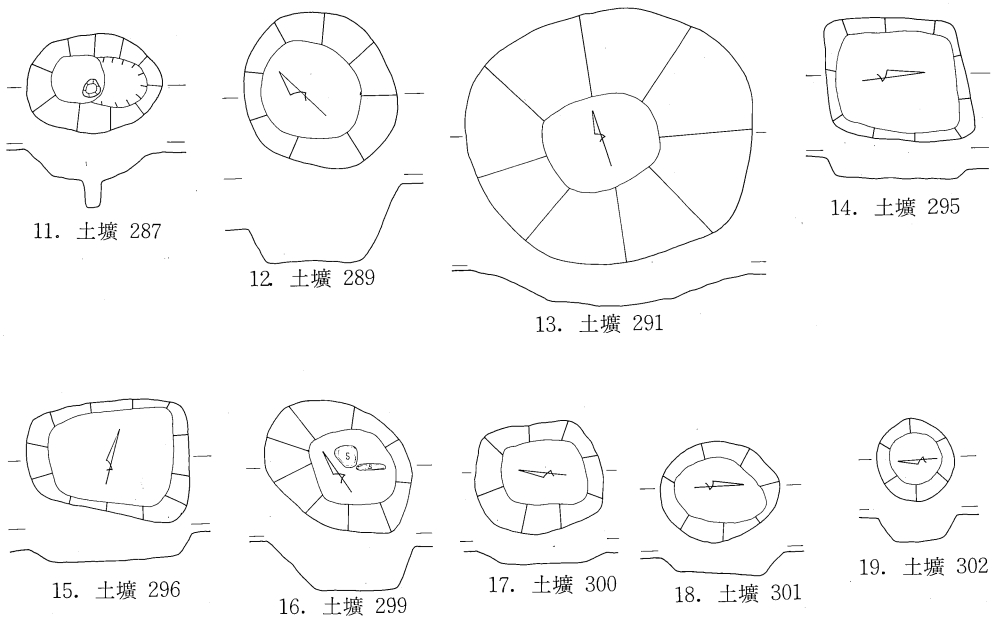 11. 土壙 287
12. 土壙 289
13. 土壙 291
14. 土壙 295
15. 土壙 296
S
S
16. 土壙 299
17. 土壙 300
18. 土壙 301
19. 土壙 302